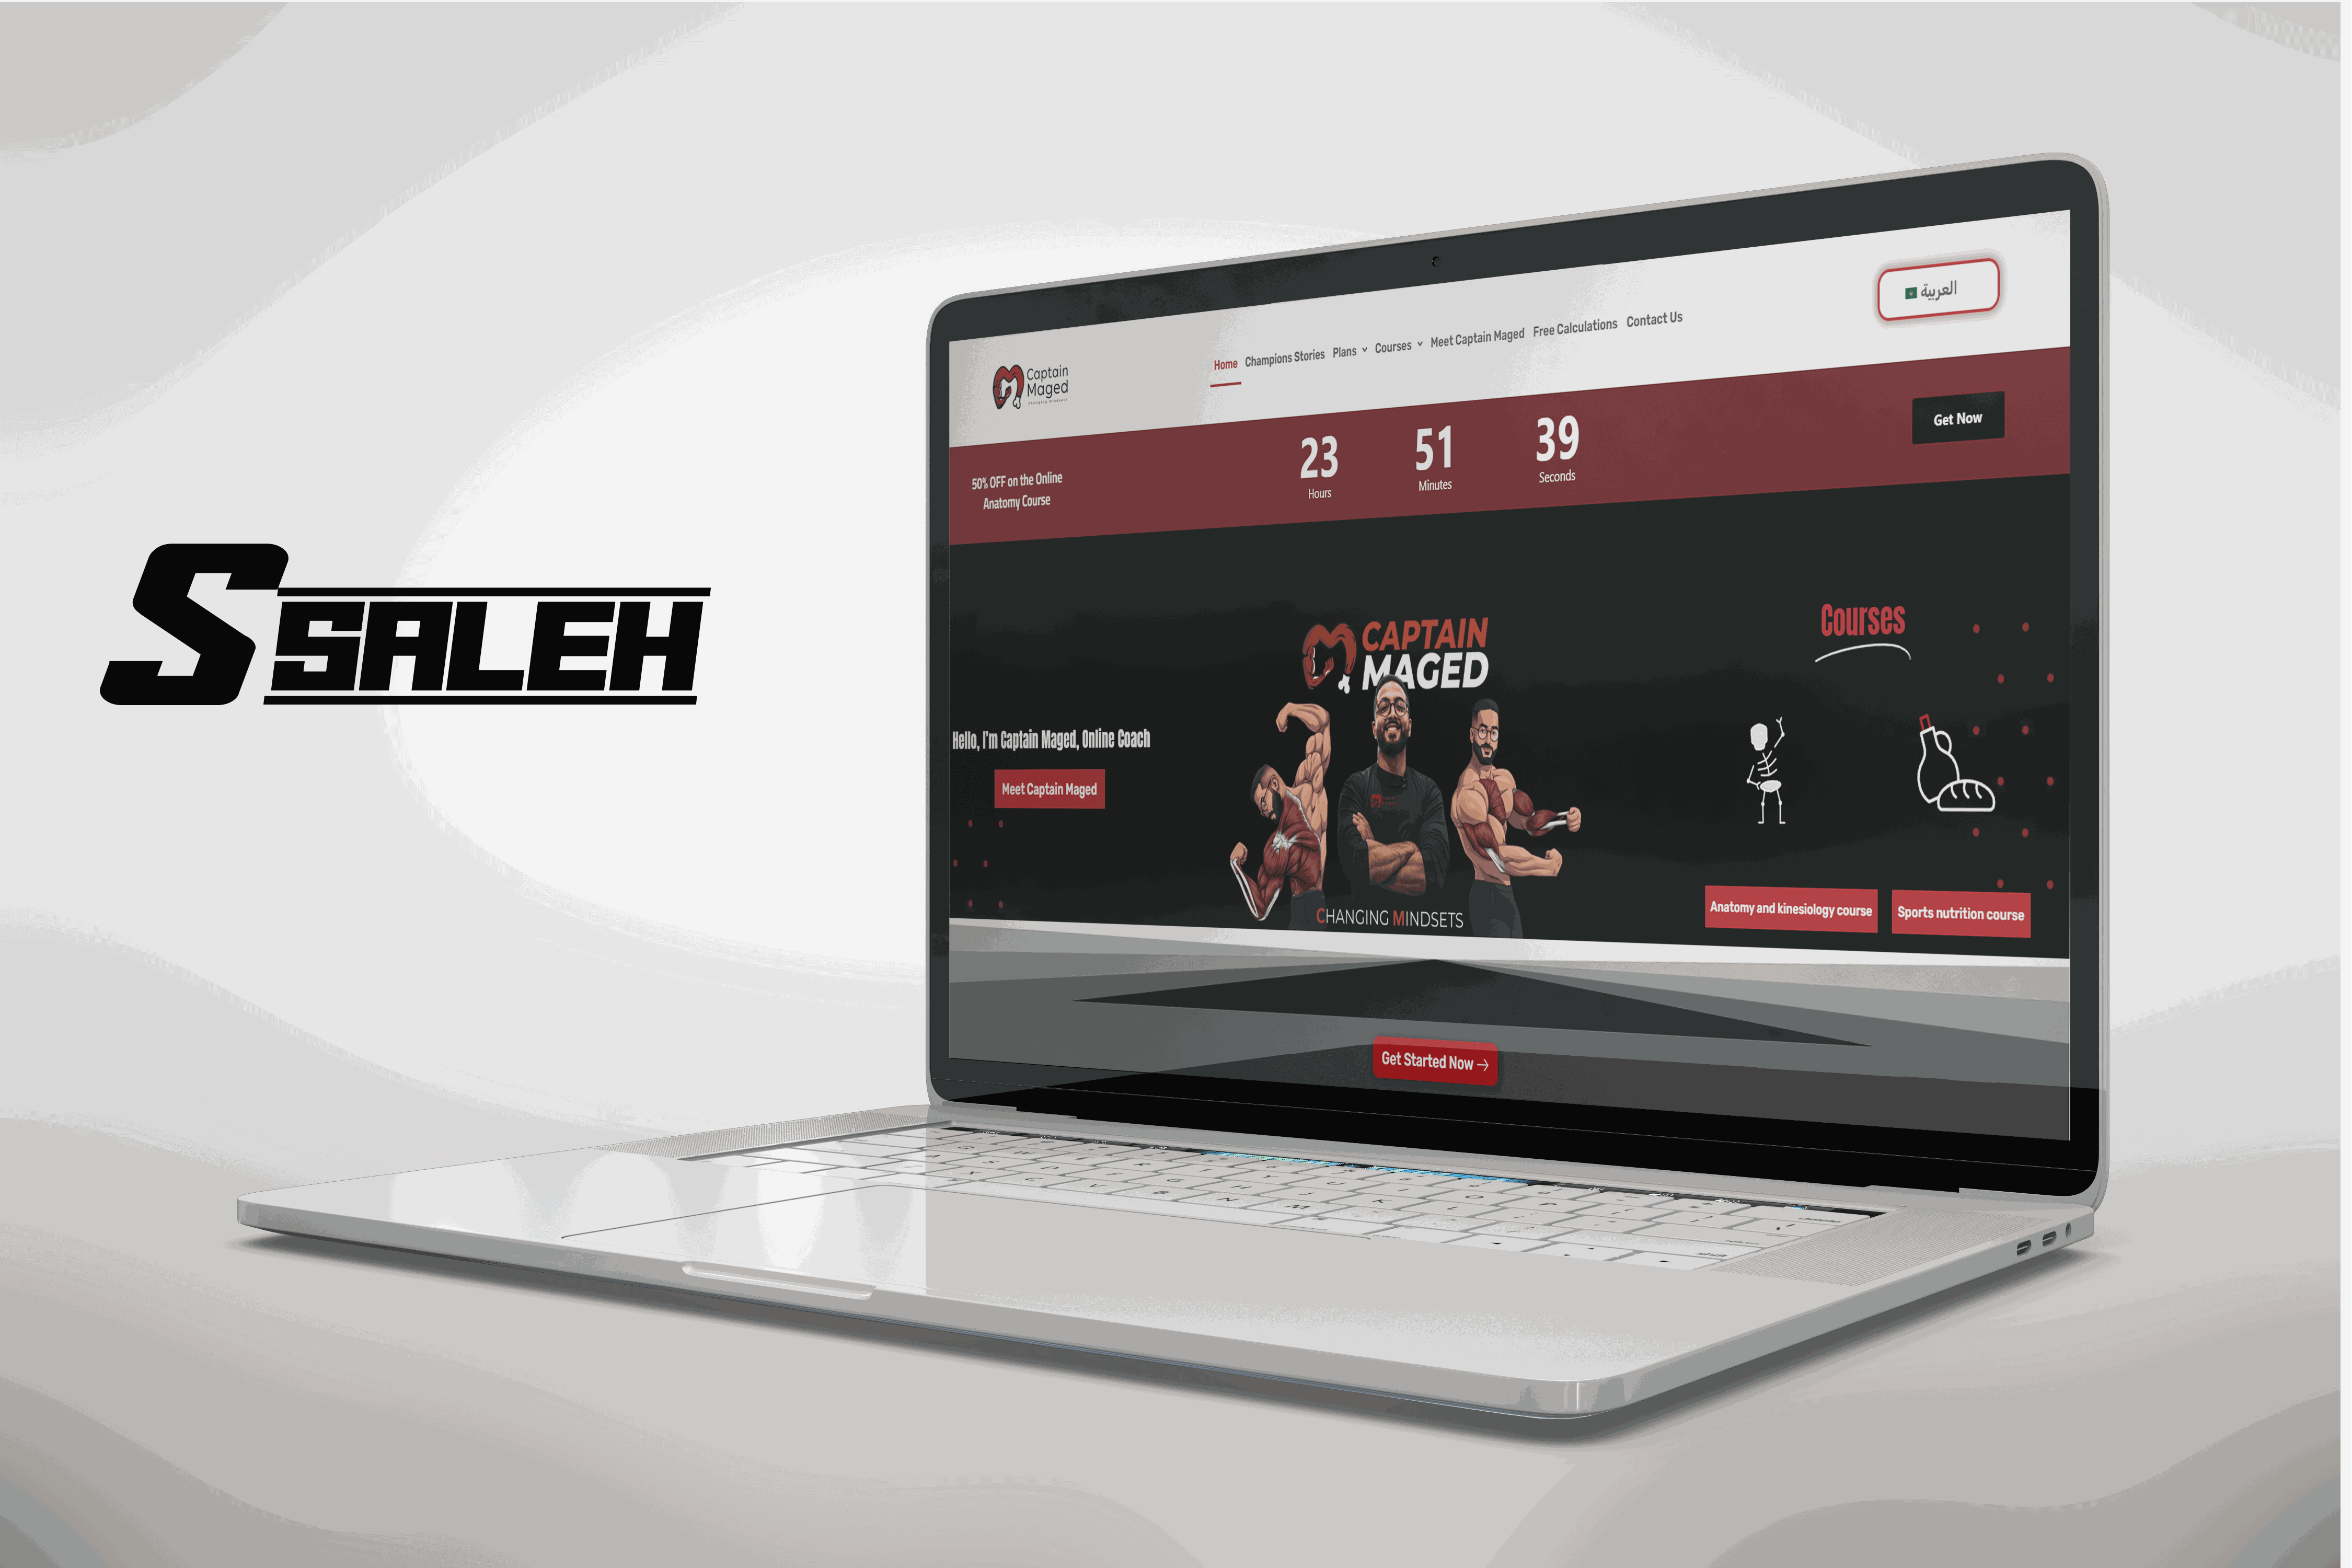 SSALEH
Captain
Maged
Changing Mindsets
Home Champions Stories Plans Courses Meet Captain Maged Free Calculations Contact Us
العربية
50% OFF on the Online
Anatomy Course
23 51 39
Hours Minutes Seconds
Get Now
CAPTAIN
MAGED
Courses
Hello, I'm Captain Maged, Online Coach
Meet Captain Maged
CHANGING MINDSETS
Anatomy and kinesiology course
Sports nutrition course
Get Started Now →